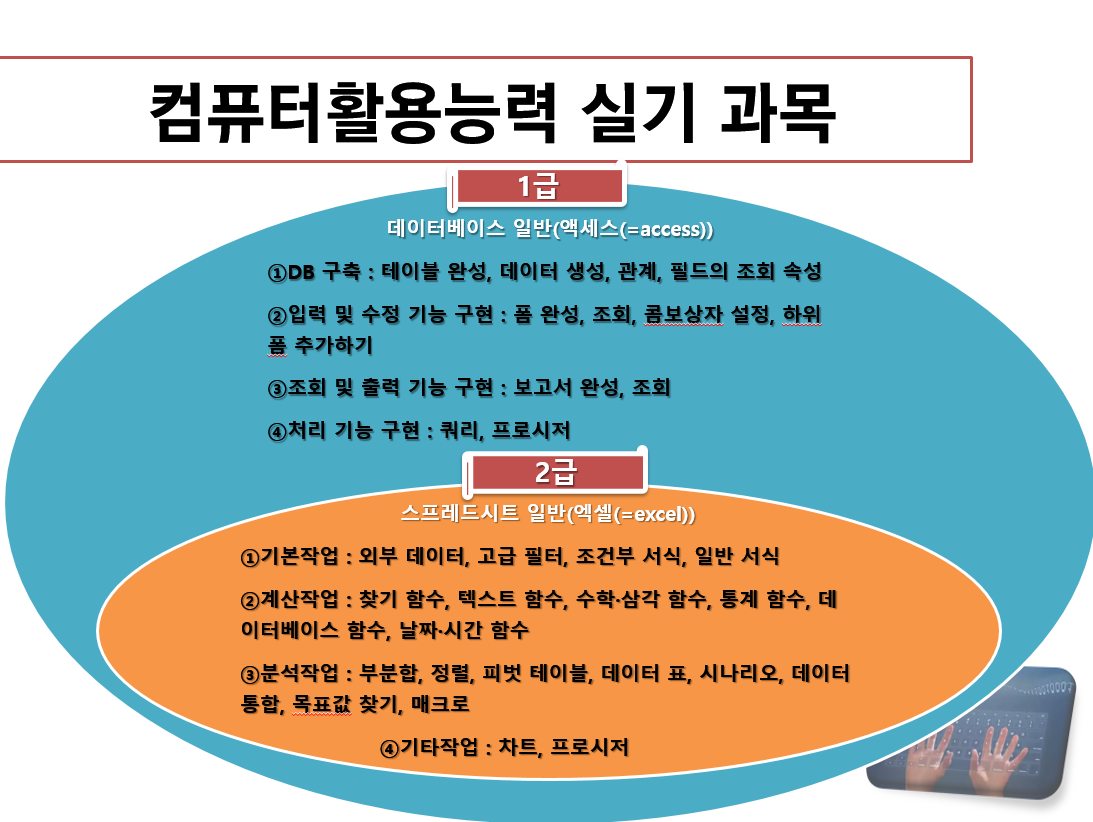 컴퓨터활용능력 실기 과목
1급
데이터베이스 일반(액세스(=access))
①DB 구축 : 테이블 완성, 데이터 생성, 관계, 필드의 조회 속성
②입력 및 수정 기능 구현 : 폼 완성, 조회, 콤보상자 설정, 하위
폼 추가하기
③조회 및 출력 기능 구현 : 보고서 완성, 조회
④처리 기능 구현 : 쿼리, 프로시저
2급
스프레드시트 일반(엑셀(=excel))
①기본작업 : 외부 데이터, 고급 필터, 조건부 서식, 일반 서식
②계산작업 : 찾기 함수, 텍스트 함수, 수학·삼각 함수, 통계 함수, 데
이터베이스 함수, 날짜·시간 함수
③분석작업 : 부분합, 정렬, 피벗 테이블, 데이터 표, 시나리오, 데이터
통합, 목표값 찾기, 매크로
④기타작업 : 차트, 프로시저